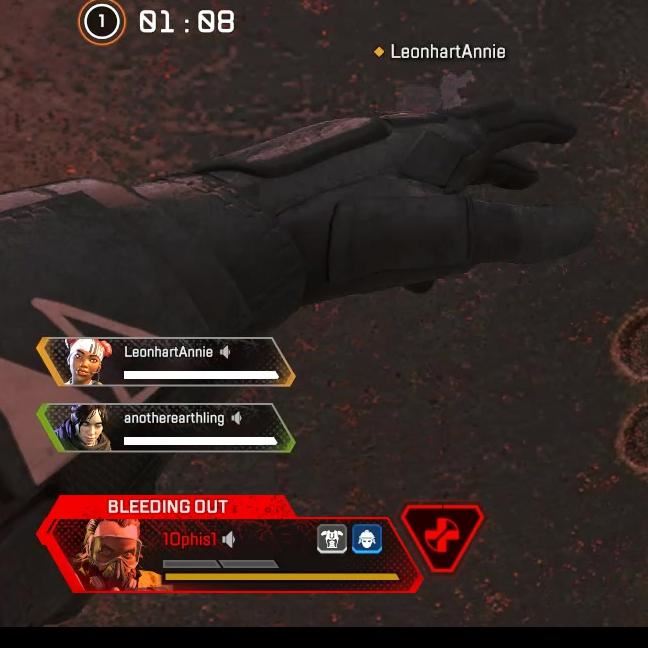 1 01:08
LeonhartAnnie
LeonhartAnnie
anotherearthling
BLEEDING OUT
1Ophis1